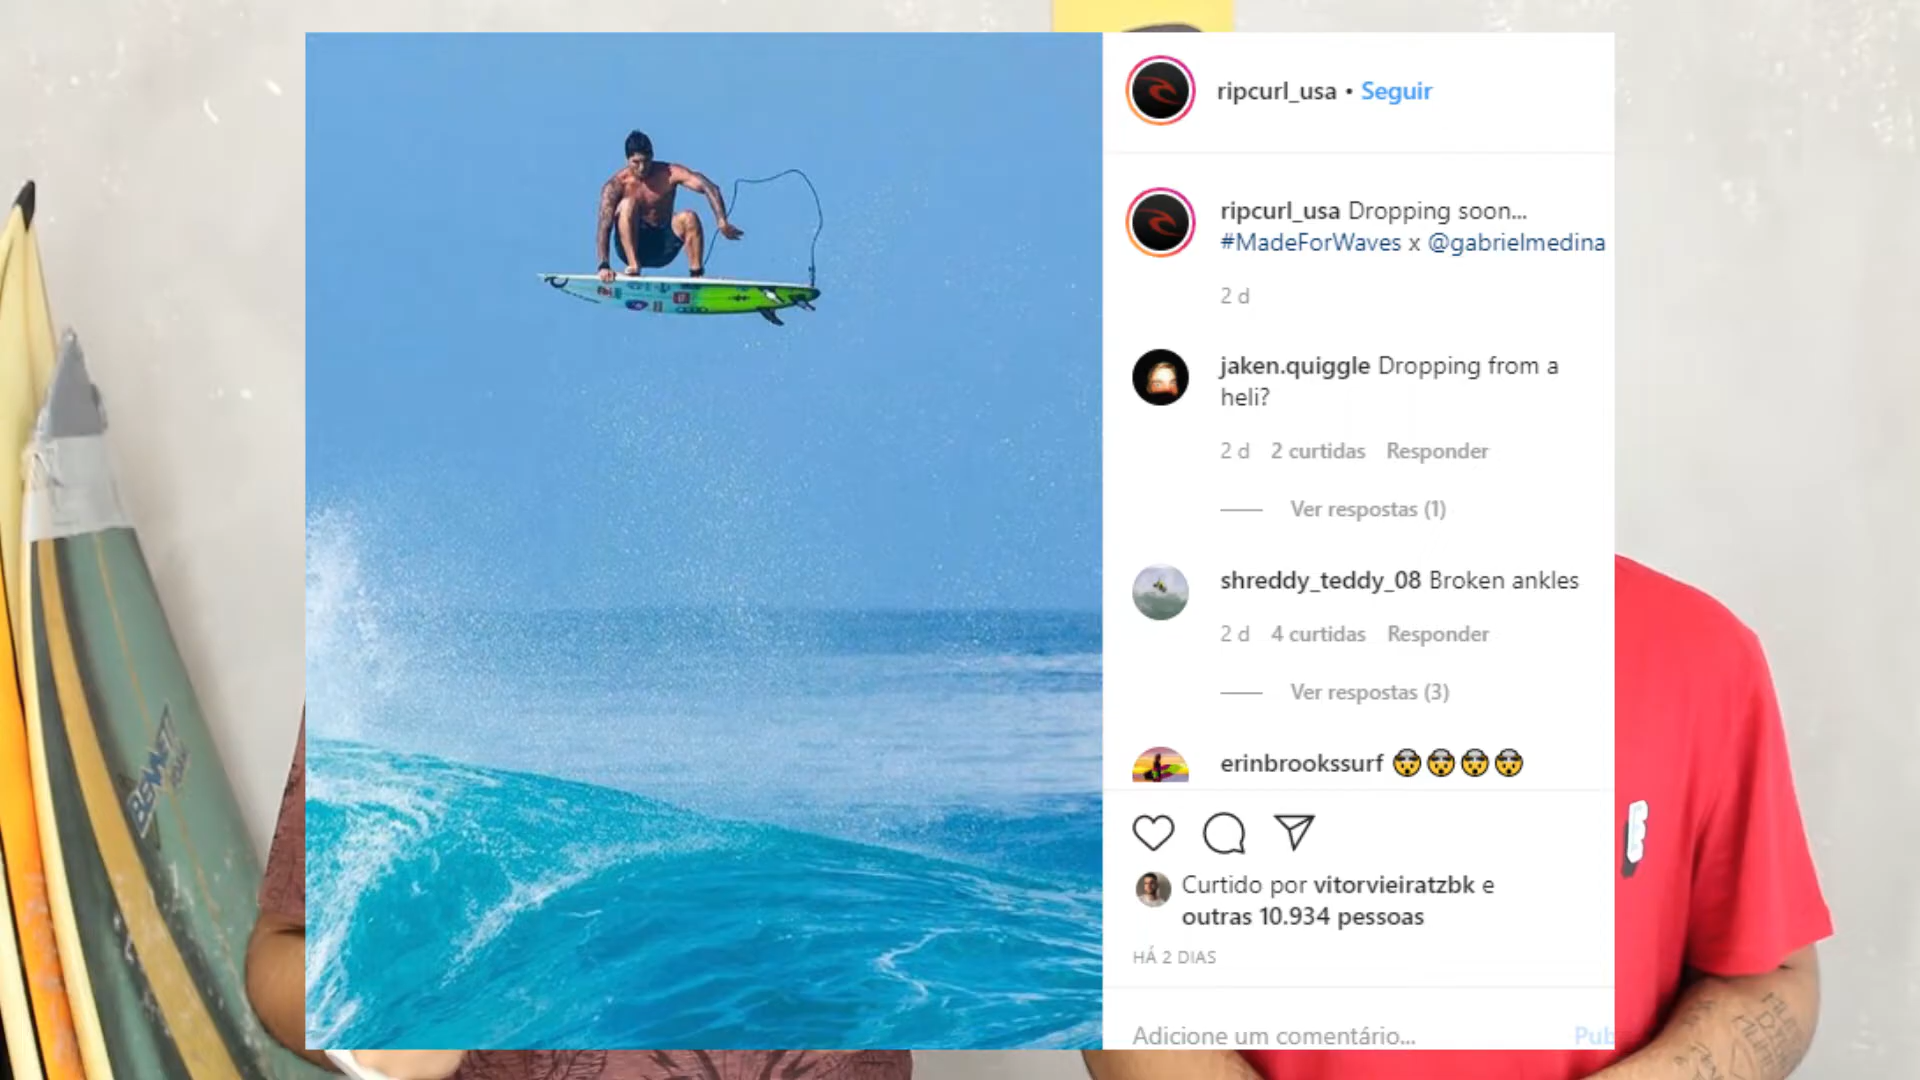 ripcurl_usa • Seguir
ripcurl_usa Dropping soon...
#MadeForWaves x @gabrielmedina
2 d
jaken.quiggle Dropping from a
heli?
2 d 2 curtidas Responder
Ver respostas (1)
shreddy_teddy_08 Broken ankles
2 d 4 curtidas Responder
Ver respostas (3)
erinbrookssurf 🤯🤯🤯🤯
Curtido por vitorvieiratzbk e
outras 10.934 pessoas
HÁ 2 DIAS
Adicione um comentário... Pub
BENNETT